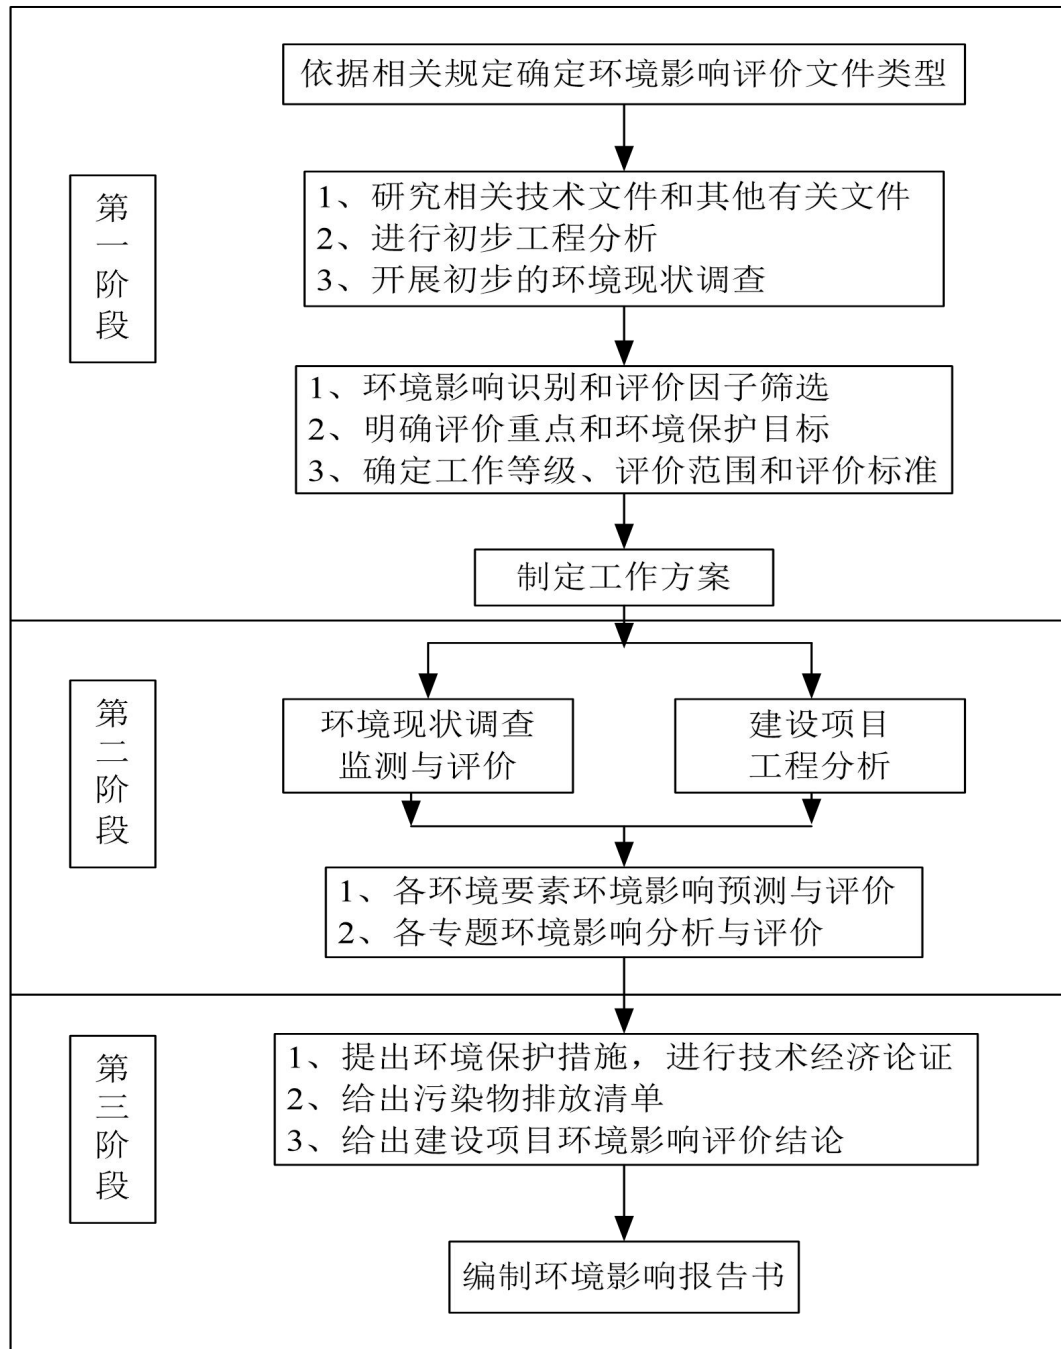 依据相关规定确定环境影响评价文件类型
第一阶段
1、研究相关技术文件和其他有关文件
2、进行初步工程分析
3、开展初步的环境现状调查
1、环境影响识别和评价因子筛选
2、明确评价重点和环境保护目标
3、确定工作等级、评价范围和评价标准
制定工作方案
第二阶段
环境现状调查
监测与评价
建设项目
工程分析
1、各环境要素环境影响预测与评价
2、各专题环境影响分析与评价
第三阶段
1、提出环境保护措施，进行技术经济论证
2、给出污染物排放清单
3、给出建设项目环境影响评价结论
编制环境影响报告书